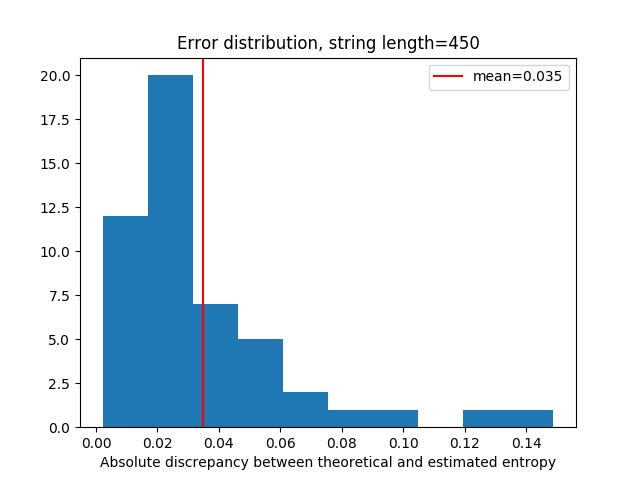 Error distribution, string length=450
mean=0.035
20.0
17.5
15.0
12.5
10.0
7.5
5.0
2.5
0.0
0.00 0.02 0.04 0.06 0.08 0.10 0.12 0.14
Absolute discrepancy between theoretical and estimated entropy